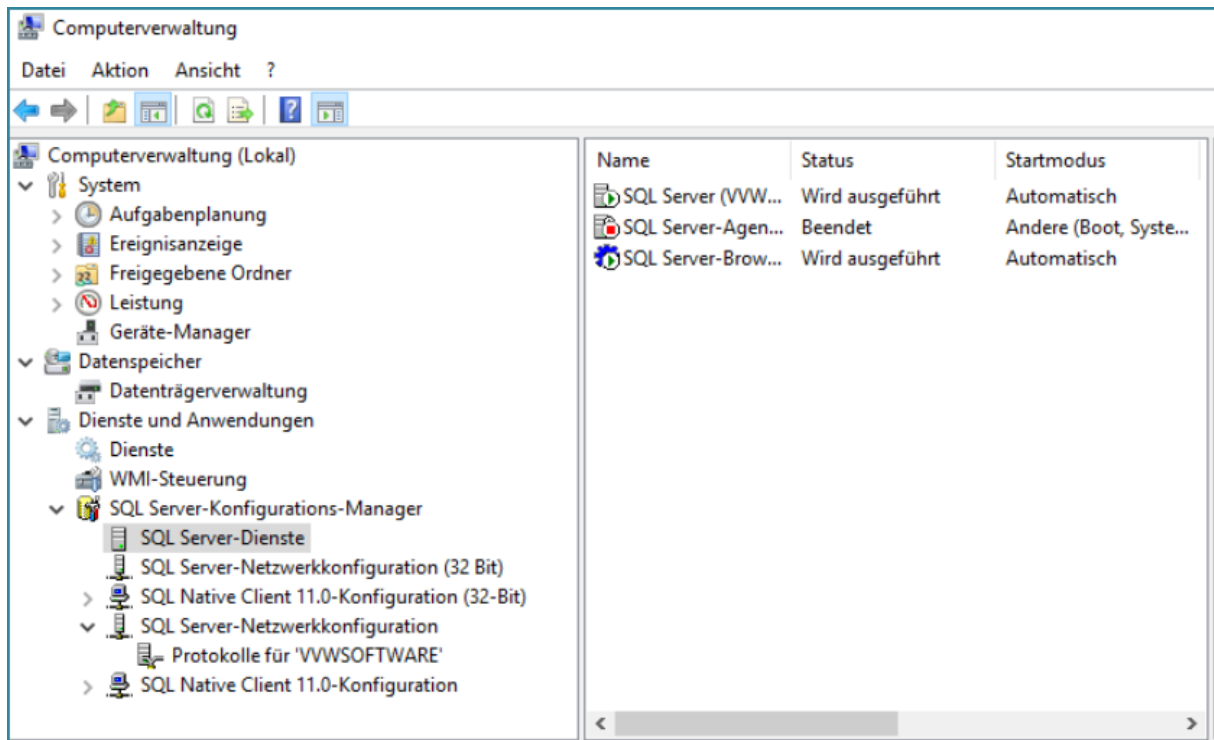 Computerverwaltung
Datei Aktion Ansicht ?
Computerverwaltung (Lokal)
System
Aufgabenplanung
Ereignisanzeige
Freigegebene Ordner
Leistung
Geräte-Manager
Datenspeicher
Datenträgerverwaltung
Dienste und Anwendungen
Dienste
WMI-Steuerung
SQL Server-Konfigurations-Manager
SQL Server-Dienste
SQL Server-Netzwerkkonfiguration (32 Bit)
SQL Native Client 11.0-Konfiguration (32-Bit)
SQL Server-Netzwerkkonfiguration
Protokolle für 'VVWSOFTWARE'
SQL Native Client 11.0-Konfiguration
Name Status Startmodus
SQL Server (VVW... Wird ausgeführt Automatisch
SQL Server-Agen... Beendet Andere (Boot, Syste...
SQL Server-Brow... Wird ausgeführt Automatisch